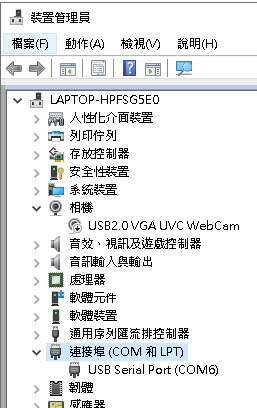 裝置管理員
檔案(F) 動作(A) 檢視(V) 說明(H)
LAPTOP-HPFSG5E0
人性化介面裝置
列印佇列
存放控制器
安全性裝置
系統裝置
相機
USB2.0 VGA UVC WebCam
音效、視訊及遊戲控制器
音訊輸入與輸出
處理器
軟體元件
軟體裝置
通用序列匯流排控制器
連接埠 (COM 和 LPT)
USB Serial Port (COM6)
韌體
感應器